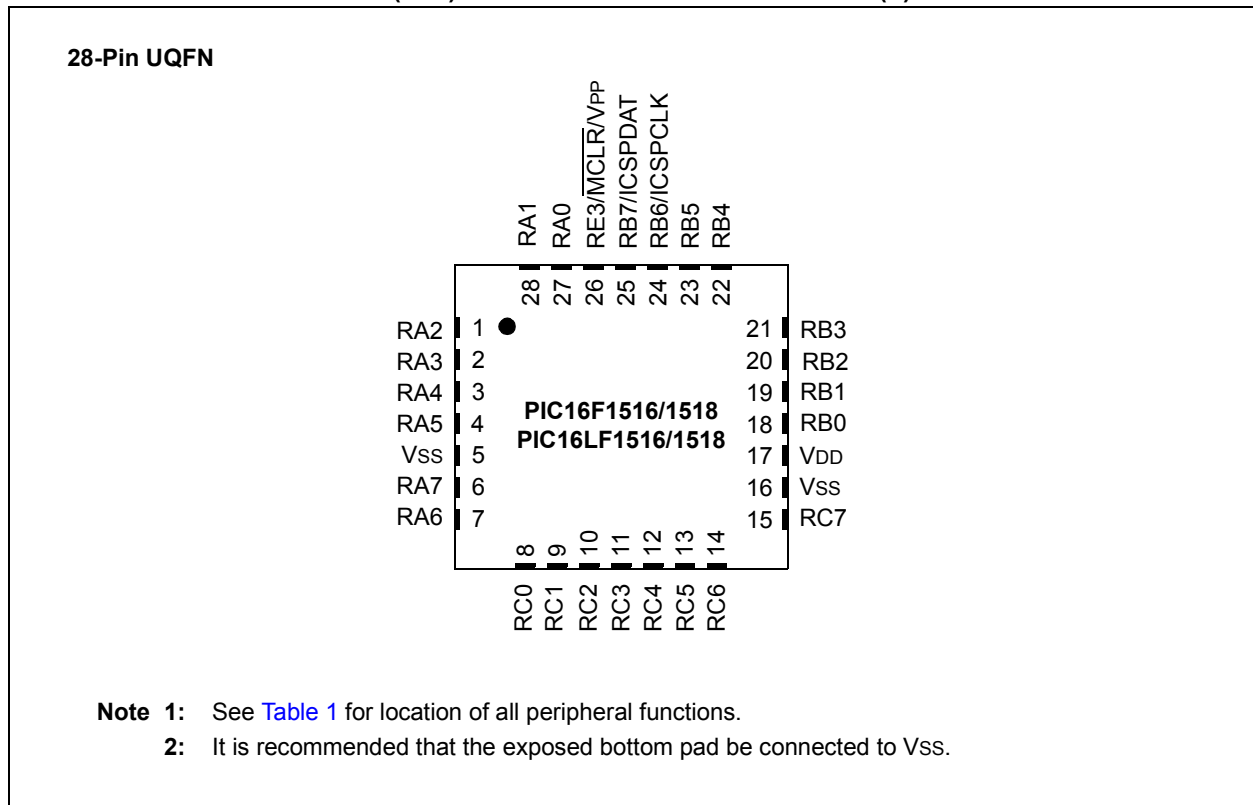 28-Pin UQFN
RA1
RA0
RE3/MCLR/VPP
RB7/ICSPDAT
RB6/ICSPCLK
RB5
RB4
28
27
26
25
24
23
22
RA2 1
RA3 2
RA4 3
RA5 4
VSS 5
RA7 6
RA6 7
21 RB3
20 RB2
19 RB1
18 RB0
17 VDD
16 VSS
15 RC7
PIC16F1516/1518
PIC16LF1516/1518
8
9
10
11
12
13
14
RC0
RC1
RC2
RC3
RC4
RC5
RC6
Note 1: See Table 1 for location of all peripheral functions.
2: It is recommended that the exposed bottom pad be connected to VSS.